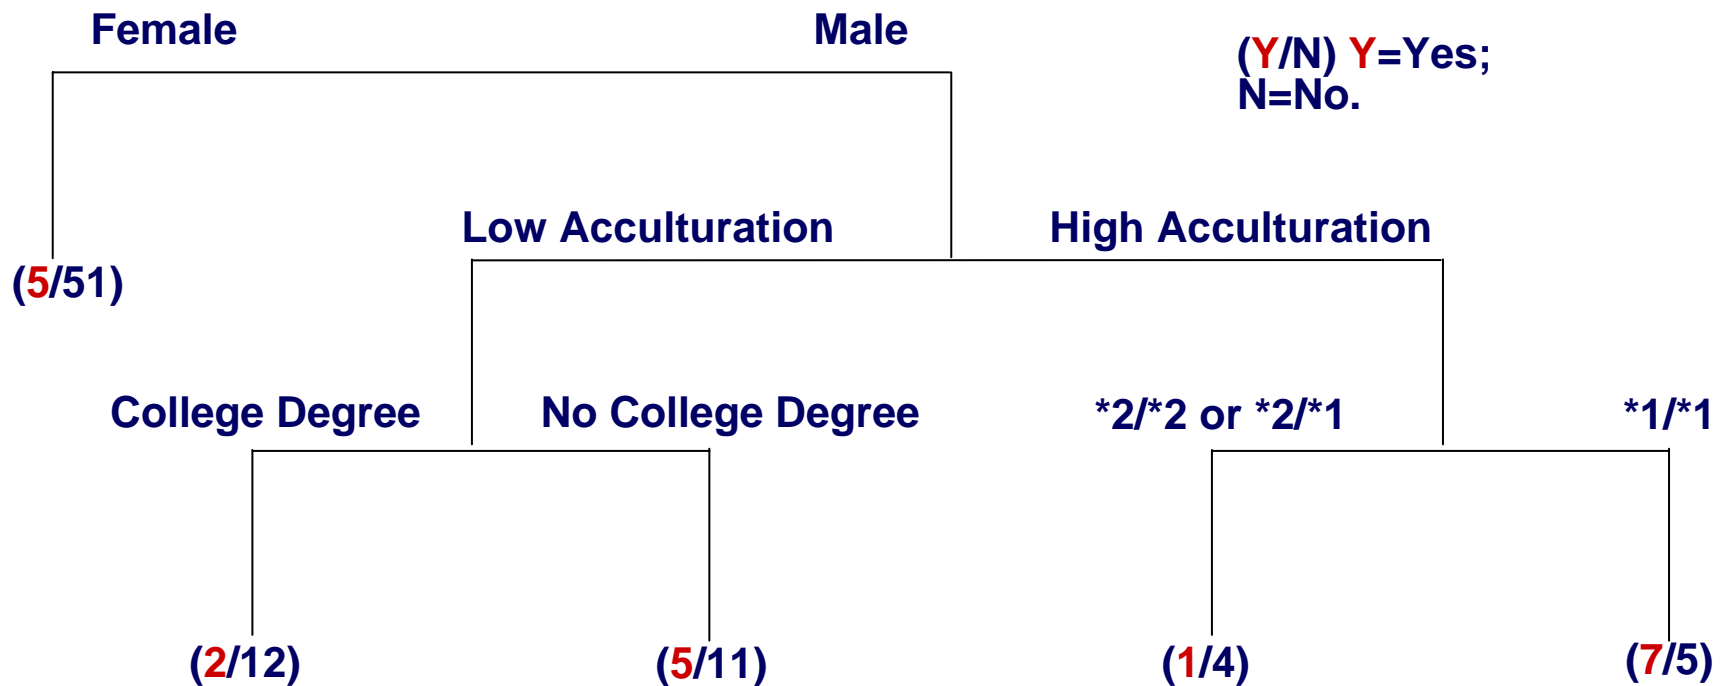 Female
Male
(Y/N) Y=Yes;
N=No.
Low Acculturation
High Acculturation
(5/51)
College Degree
No College Degree
*2/*2 or *2/*1
*1/*1
(2/12)
(5/11)
(1/4)
(7/5)